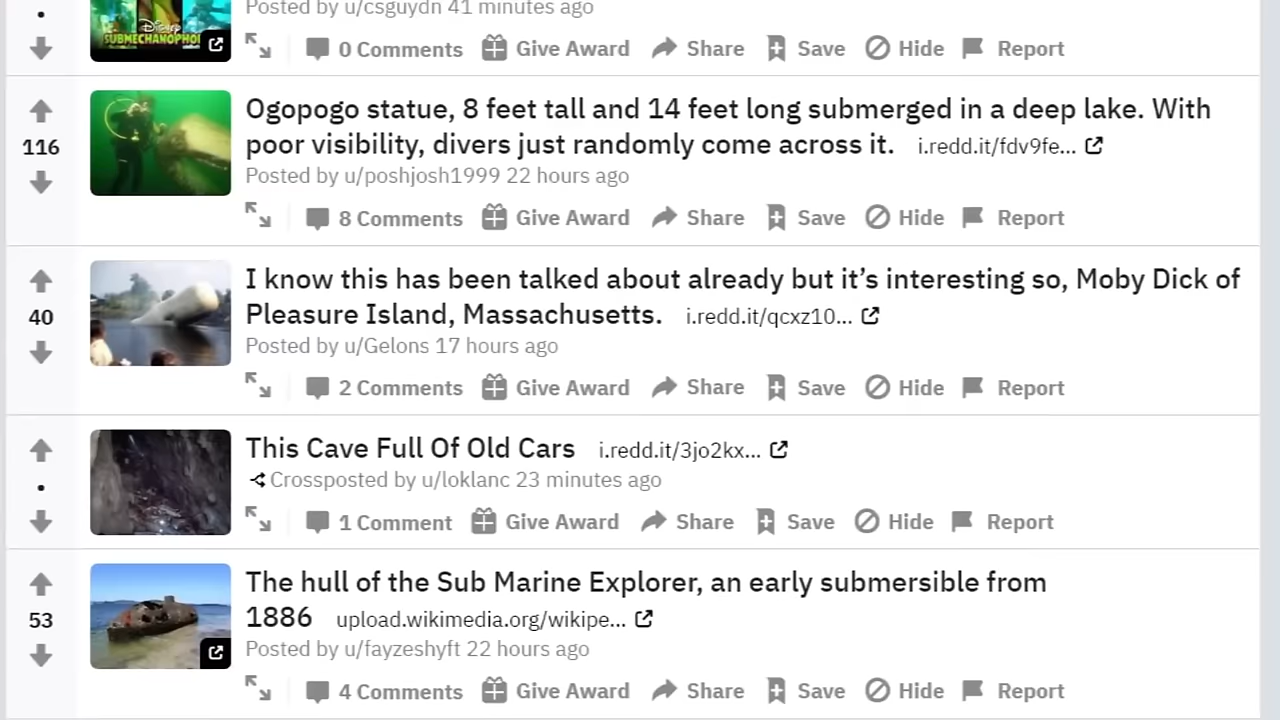 Posted by u/csguydn 41 minutes ago
Disney
SUBMECHANOPHO
0 Comments Give Award Share Save Hide Report
Ogopogo statue, 8 feet tall and 14 feet long submerged in a deep lake. With
116
poor visibility, divers just randomly come across it. i.redd.it/fdv9fe...
Posted by u/poshjosh1999 22 hours ago
8 Comments Give Award Share Save Hide Report
I know this has been talked about already but it's interesting so, Moby Dick of
40
Pleasure Island, Massachusetts. i.redd.it/qcxz10...
Posted by u/Gelons 17 hours ago
2 Comments Give Award Share Save Hide Report
This Cave Full Of Old Cars i.redd.it/3jo2kx...
Crossposted by u/loklanc 23 minutes ago
1 Comment Give Award Share Save Hide Report
The hull of the Sub Marine Explorer, an early submersible from
53
1886 upload.wikimedia.org/wikipe...
Posted by u/fayzeshyft 22 hours ago
4 Comments Give Award Share Save Hide Report